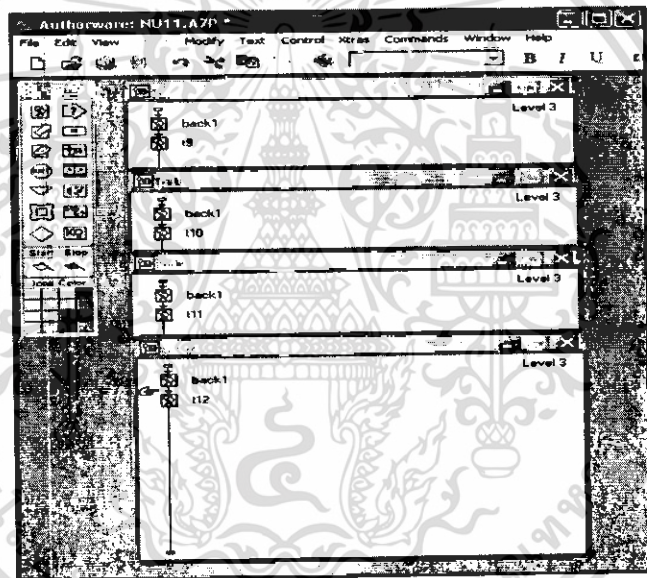 Authorware: NU11.A7P *
File Edit View Modify Text Control Xtras Commands Window Help
B I U
Level 3
back1
t9
Level 3
back1
t10
Level 3
back1
t11
Level 3
back1
t12
Start Stop
Icon Color